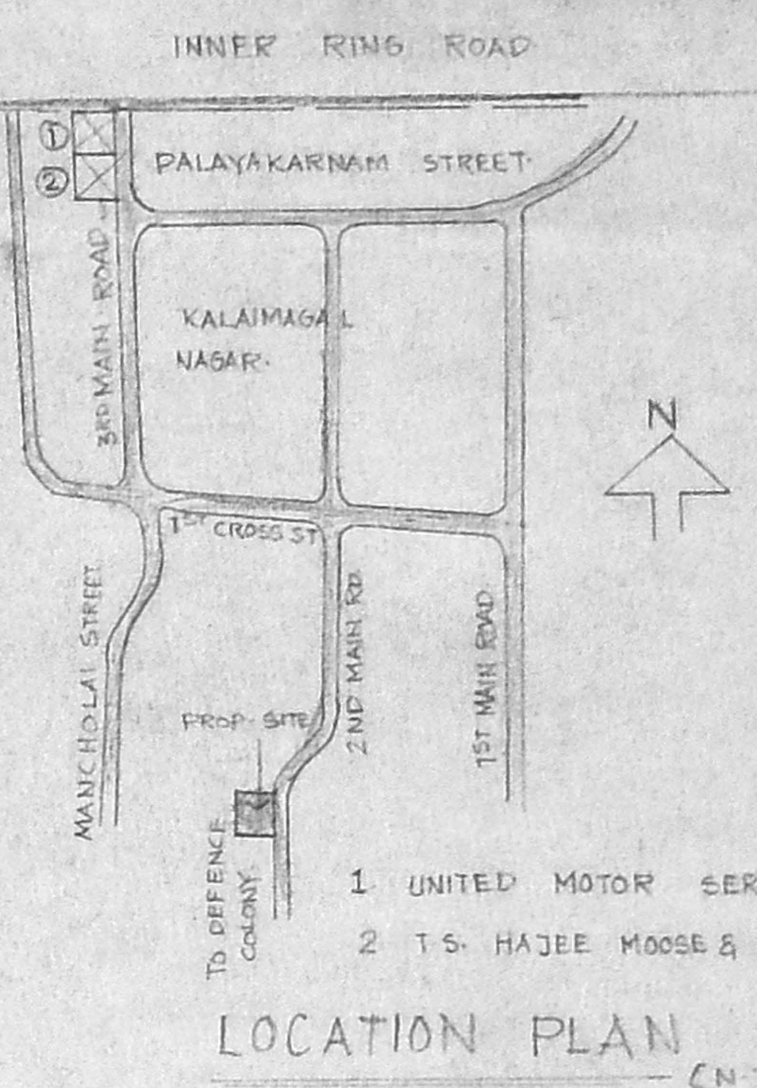 INNER RING ROAD
1
2
PALAYAKARNAM STREET.
3RD MAIN ROAD
KALAIMAGAL
NAGAR.
N
1ST CROSS ST
MANCHOLAI STREET
2ND MAIN RD.
1ST MAIN ROAD
PROP. SITE
TO DEFENCE
COLONY.
1 UNITED MOTOR SER
2 T.S. HAJEE MOOSE &
LOCATION PLAN
(N.